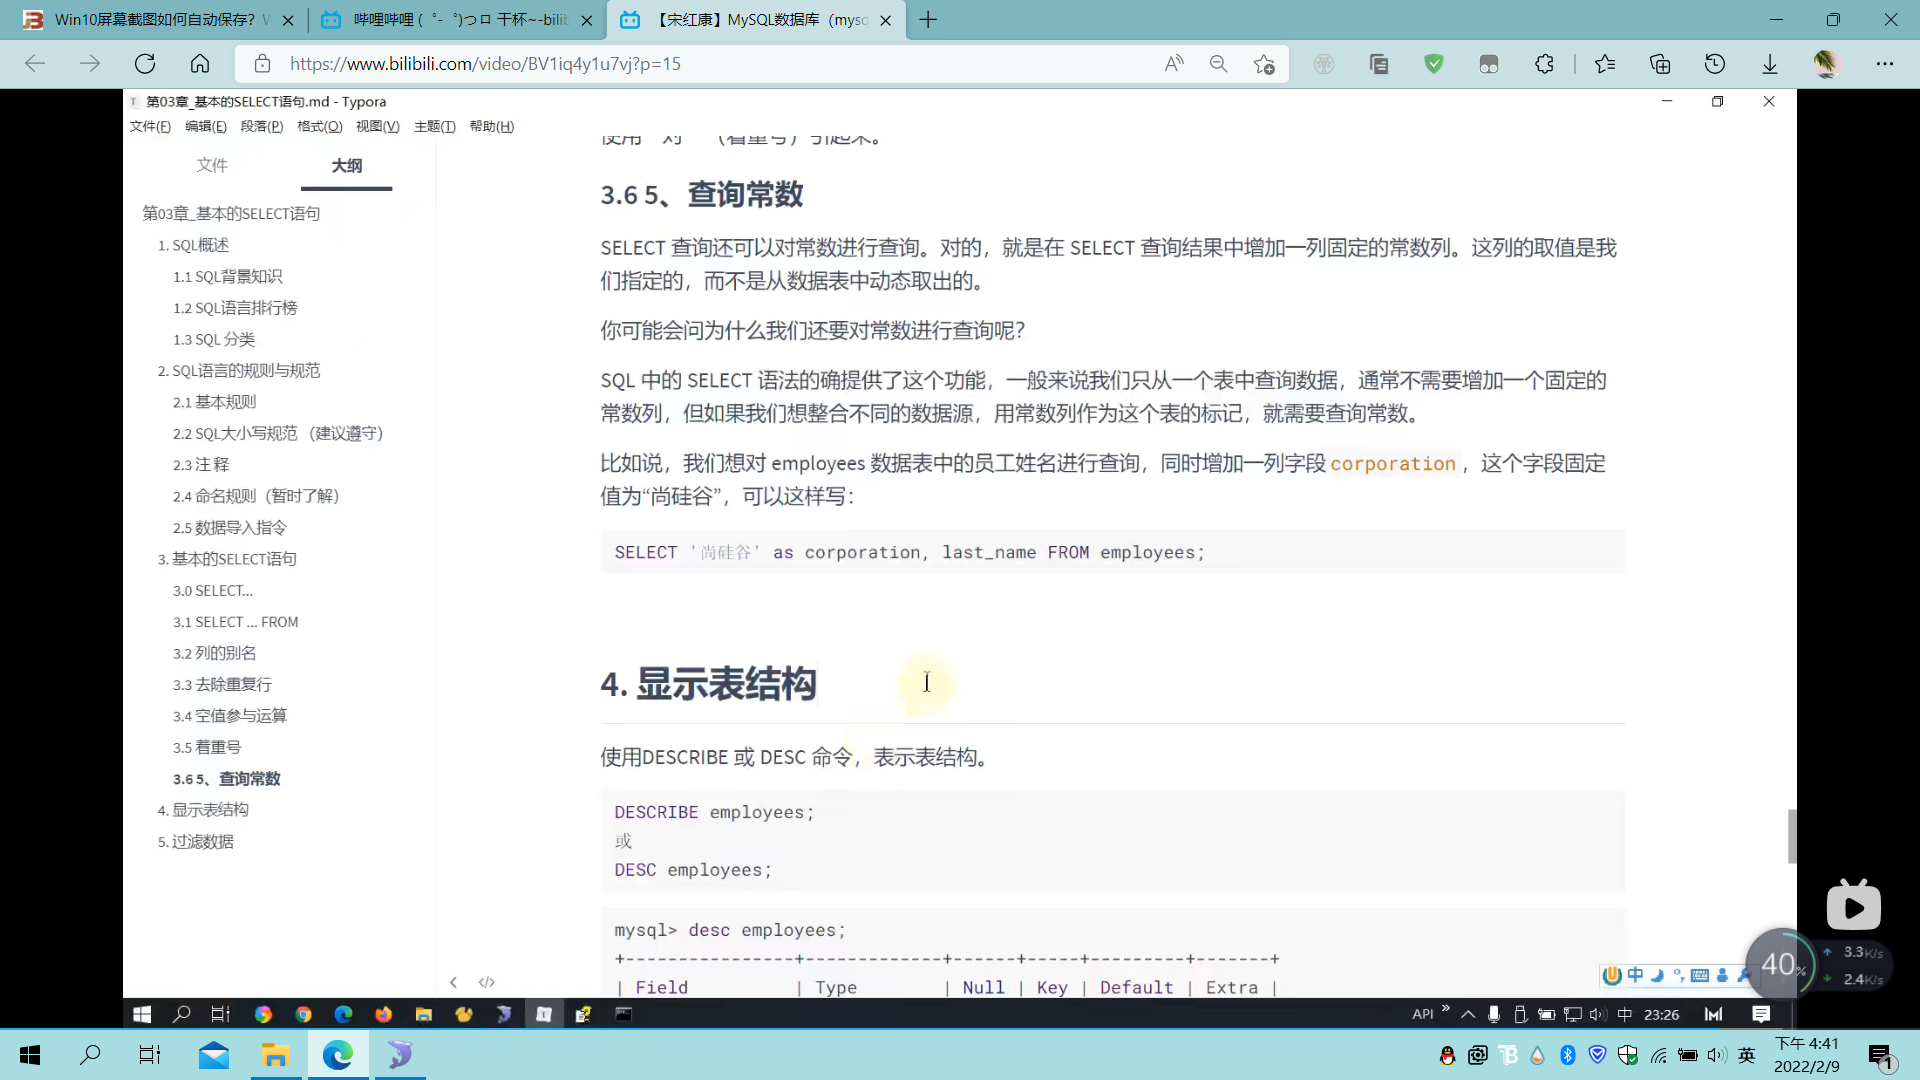 Win10屏幕截图如何自动保存? W
哔哩哔哩 ( ゜- ゜)つロ 干杯~-bilib
【宋红康】MySQL数据库（mysq
https://www.bilibili.com/video/BV1iq4y1u7vj?p=15
第03章_基本的SELECT语句.md - Typora
文件(F) 编辑(E) 段落(P) 格式(O) 视图(V) 主题(T) 帮助(H)
文件 大纲
第03章_基本的SELECT语句
1. SQL概述
1.1 SQL背景知识
1.2 SQL语言排行榜
1.3 SQL 分类
2. SQL语言的规则与规范
2.1 基本规则
2.2 SQL大小写规范 （建议遵守）
2.3 注 释
2.4 命名规则（暂时了解）
2.5 数据导入指令
3. 基本的SELECT语句
3.0 SELECT...
3.1 SELECT ... FROM
3.2 列的别名
3.3 去除重复行
3.4 空值参与运算
3.5 着重号
3.6 5、查询常数
4. 显示表结构
5. 过滤数据
3.6 5、查询常数
SELECT 查询还可以对常数进行查询。对的，就是在 SELECT 查询结果中增加一列固定的常数列。这列的取值是我
们指定的，而不是从数据表中动态取出的。
你可能会问为什么我们还要对常数进行查询呢？
SQL 中的 SELECT 语法的确提供了这个功能，一般来说我们只从一个表中查询数据，通常不需要增加一个固定的
常数列，但如果我们想整合不同的数据源，用常数列作为这个表的标记，就需要查询常数。
比如说，我们想对 employees 数据表中的员工姓名进行查询，同时增加一列字段 corporation ，这个字段固定
值为“尚硅谷”，可以这样写：
SELECT '尚硅谷' as corporation, last_name FROM employees;
4. 显示表结构
使用DESCRIBE 或 DESC 命令，表示表结构。
DESCRIBE employees;
或
DESC employees;
mysql> desc employees;
+----------------+-------------+------+-----+---------+-------+
| Field | Type | Null | Key | Default | Extra |
40%
3.3K/s
2.4K/s
中
API 中 23:26
英
下午 4:41
2022/2/9
1